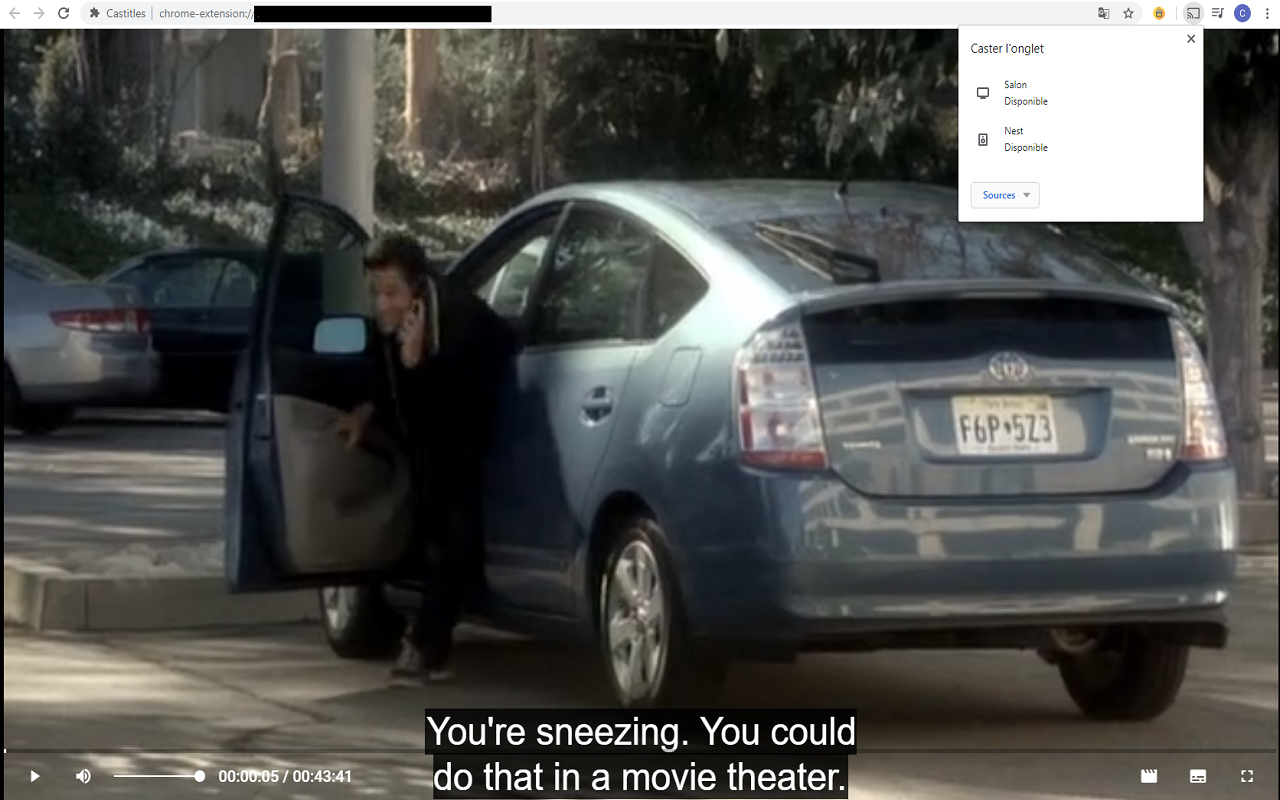 Castitles
chrome-extension://
C
Caster l'onglet
Salon
Disponible
Nest
Disponible
Sources
F6P 5Z3
You're sneezing. You could
do that in a movie theater.
00:00:05 / 00:43:41